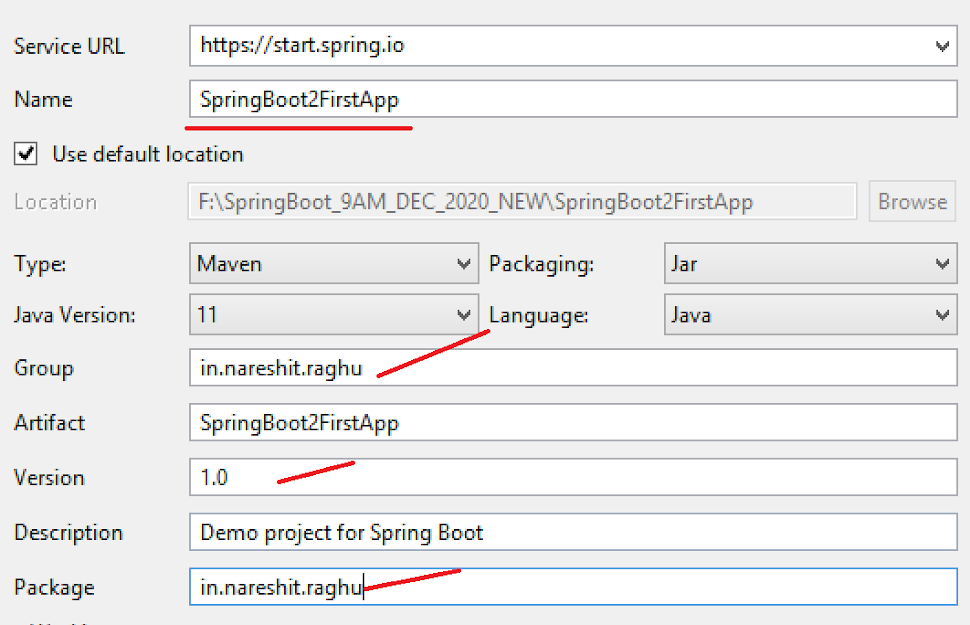 Service URL https://start.spring.io
Name SpringBoot2FirstApp
Use default location
Location F:\SpringBoot_9AM_DEC_2020_NEW\SpringBoot2FirstApp Browse
Type: Maven Packaging: Jar
Java Version: 11 Language: Java
Group in.nareshit.raghu
Artifact SpringBoot2FirstApp
Version 1.0
Description Demo project for Spring Boot
Package in.nareshit.raghu